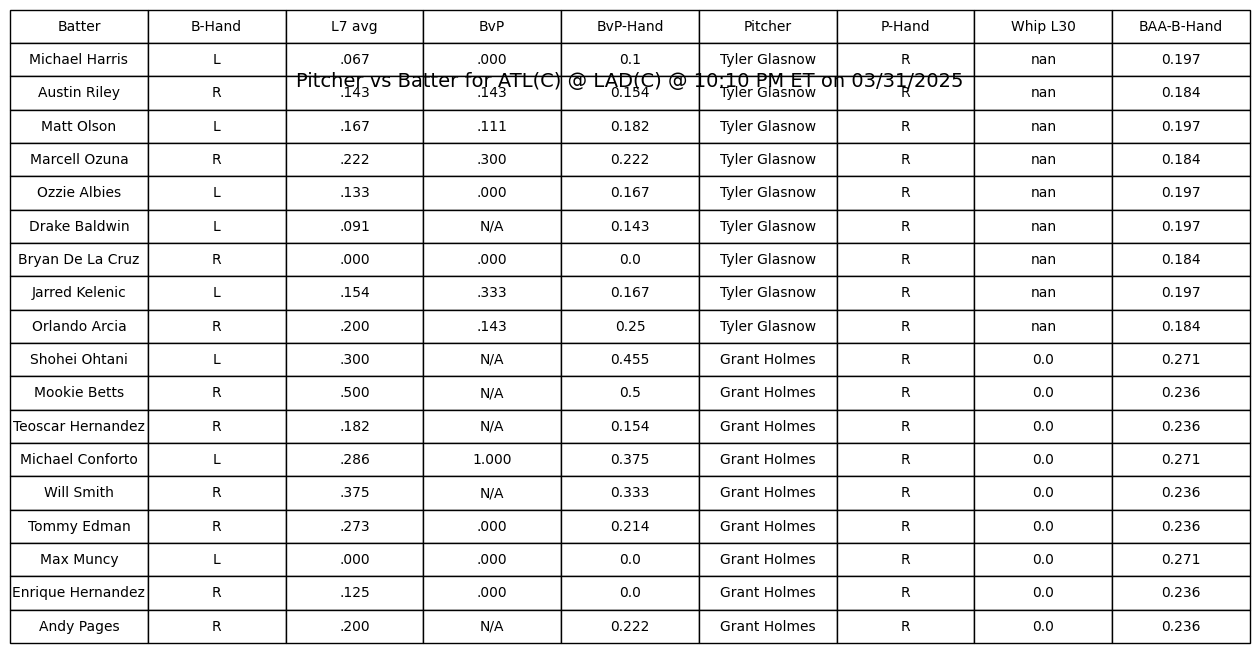 Batter B-Hand L7 avg BvP BvP-Hand Pitcher P-Hand Whip L30 BAA-B-Hand
Michael Harris L .067 .000 0.1 Tyler Glasnow R nan 0.197
Pitcher vs Batter for ATL(C) @ LAD(C) @ 10:10 PM ET on 03/31/2025
Austin Riley R .143 .143 0.154 Tyler Glasnow R nan 0.184
Matt Olson L .167 .111 0.182 Tyler Glasnow R nan 0.197
Marcell Ozuna R .222 .300 0.222 Tyler Glasnow R nan 0.184
Ozzie Albies L .133 .000 0.167 Tyler Glasnow R nan 0.197
Drake Baldwin L .091 N/A 0.143 Tyler Glasnow R nan 0.197
Bryan De La Cruz R .000 .000 0.0 Tyler Glasnow R nan 0.184
Jarred Kelenic L .154 .333 0.167 Tyler Glasnow R nan 0.197
Orlando Arcia R .200 .143 0.25 Tyler Glasnow R nan 0.184
Shohei Ohtani L .300 N/A 0.455 Grant Holmes R 0.0 0.271
Mookie Betts R .500 N/A 0.5 Grant Holmes R 0.0 0.236
Teoscar Hernandez R .182 N/A 0.154 Grant Holmes R 0.0 0.236
Michael Conforto L .286 1.000 0.375 Grant Holmes R 0.0 0.271
Will Smith R .375 N/A 0.333 Grant Holmes R 0.0 0.236
Tommy Edman R .273 .000 0.214 Grant Holmes R 0.0 0.236
Max Muncy L .000 .000 0.0 Grant Holmes R 0.0 0.271
Enrique Hernandez R .125 .000 0.0 Grant Holmes R 0.0 0.236
Andy Pages R .200 N/A 0.222 Grant Holmes R 0.0 0.236